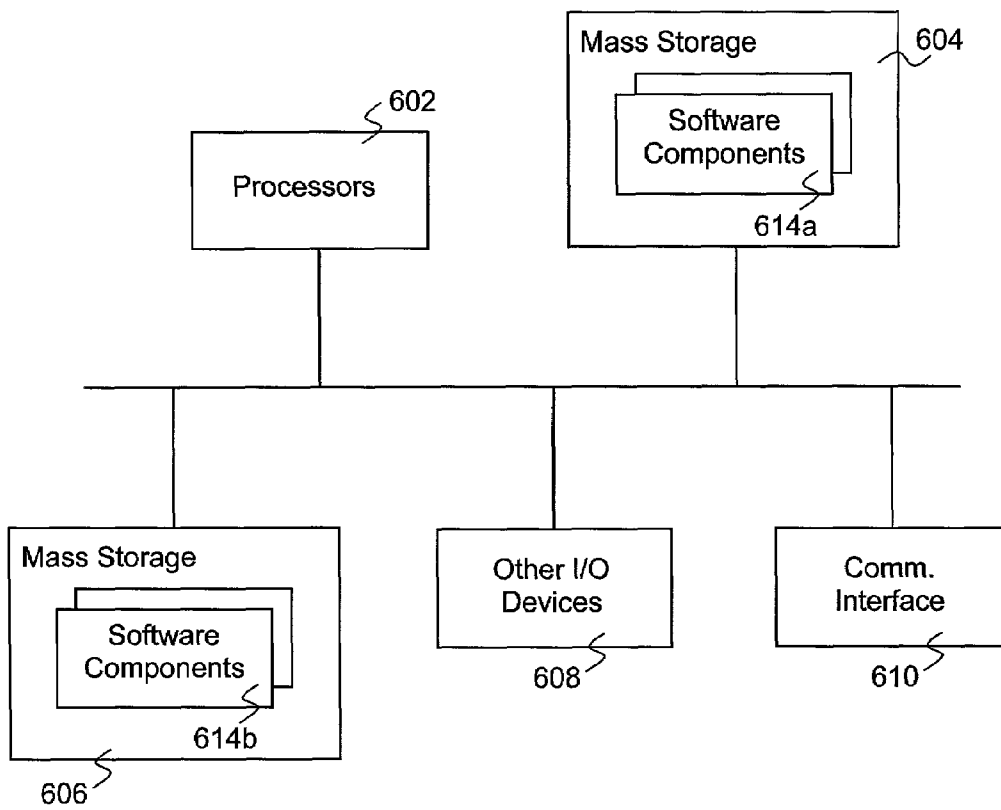 Mass Storage
604
602
Software
Components
Processors
614a
Mass Storage
Software
Components
614b
606
Other I/O
Devices
608
Comm.
Interface
610